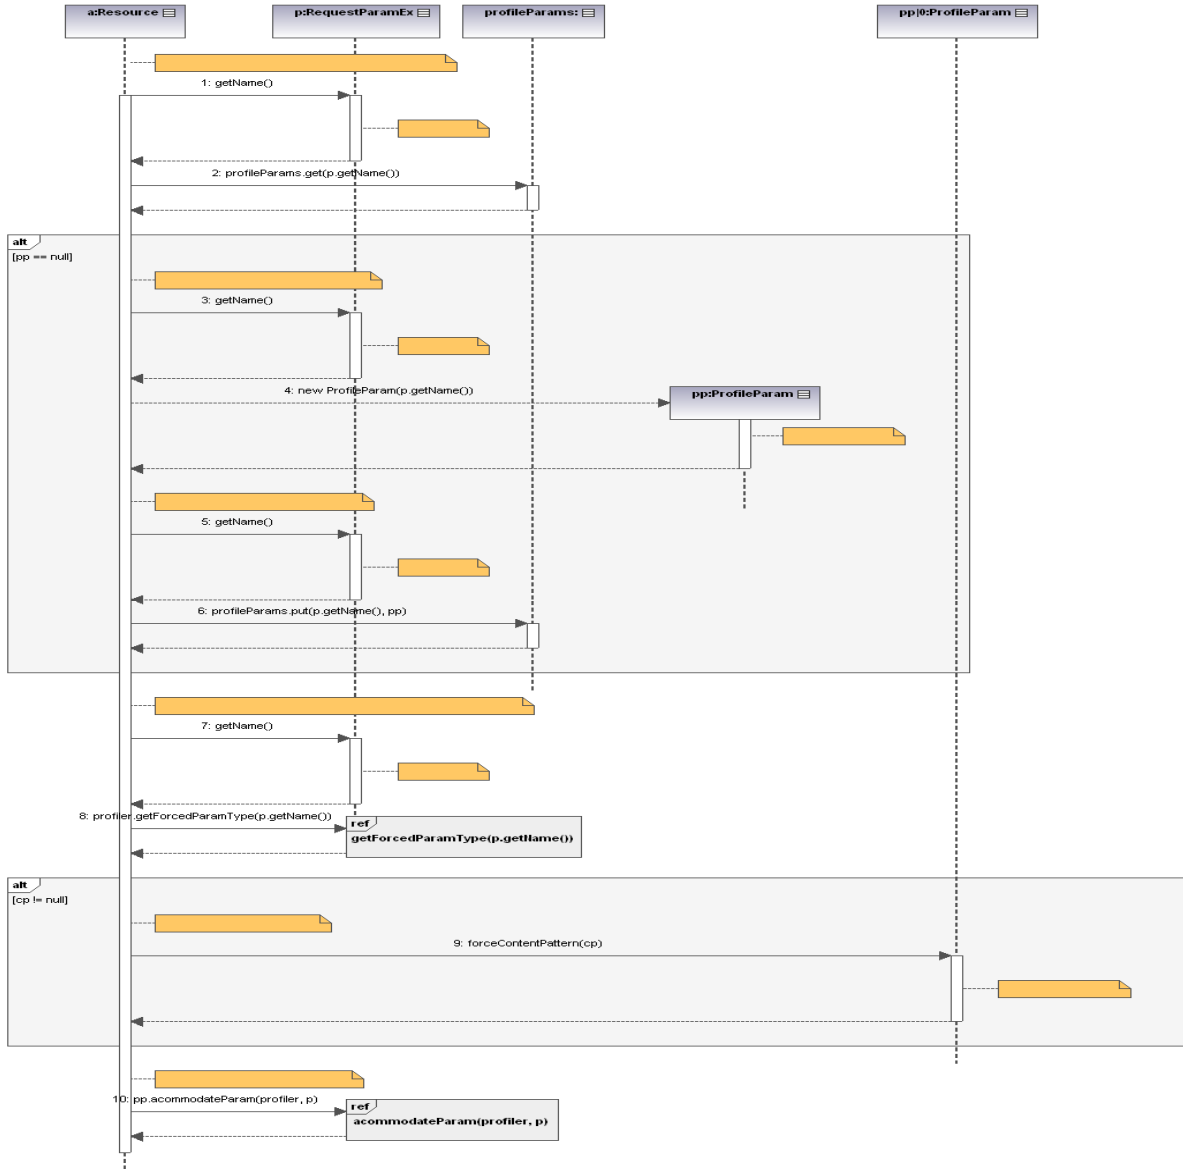 a:Resource
p:RequestParamEx
profileParams:
pp|0:ProfileParam
1: getName()
2: profileParams.get(p.getName())
alt
[pp == null]
3: getName()
4: new ProfileParam(p.getName())
pp:ProfileParam
5: getName()
6: profileParams.put(p.getName(), pp)
7: getName()
8: profiler.getForcedParamType(p.getName())
ref
getForcedParamType(p.getName())
alt
[cp != null]
9: forceContentPattern(cp)
10: pp.acommodateParam(profiler, p)
ref
acommodateParam(profiler, p)